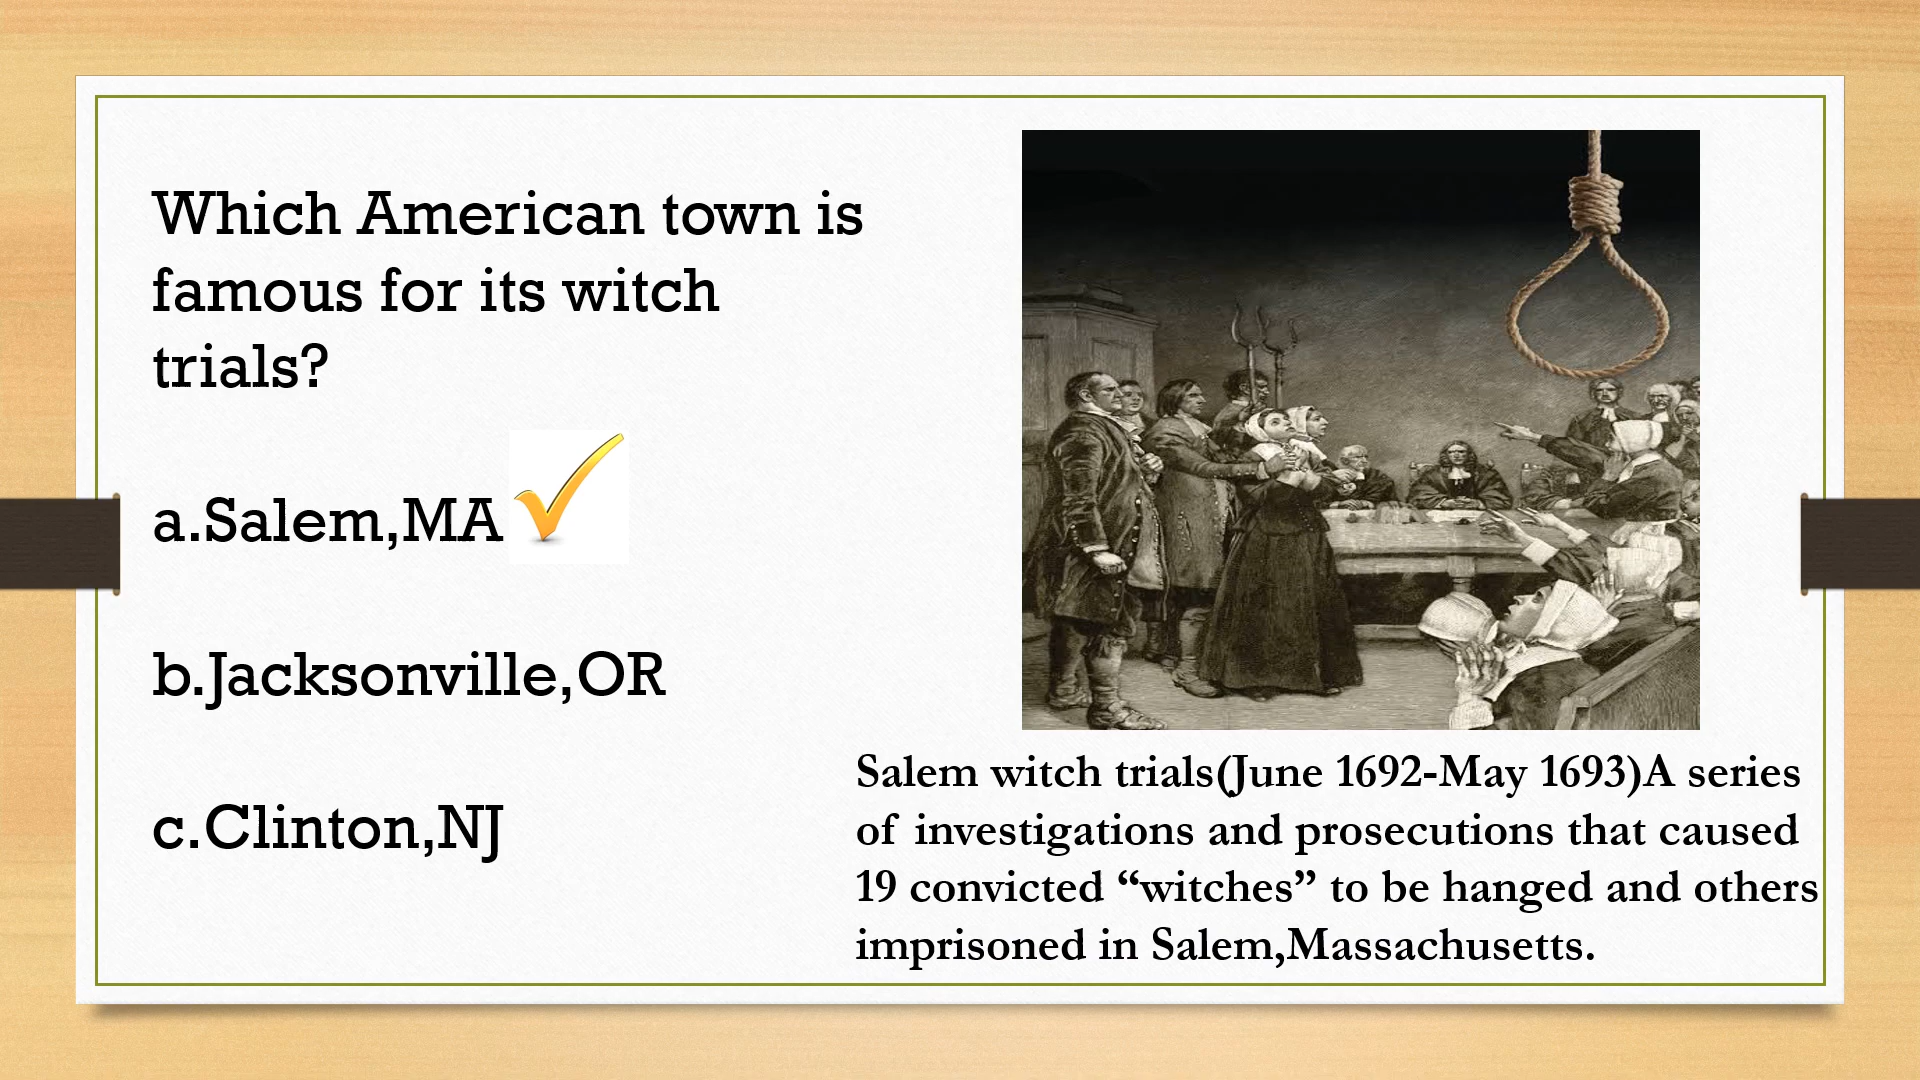 Which American town is
famous for its witch
trials?
a.Salem,MA
b.Jacksonville,OR
c.Clinton,NJ
Salem witch trials(June 1692-May 1693)A series
of investigations and prosecutions that caused
19 convicted “witches” to be hanged and others
imprisoned in Salem,Massachusetts.